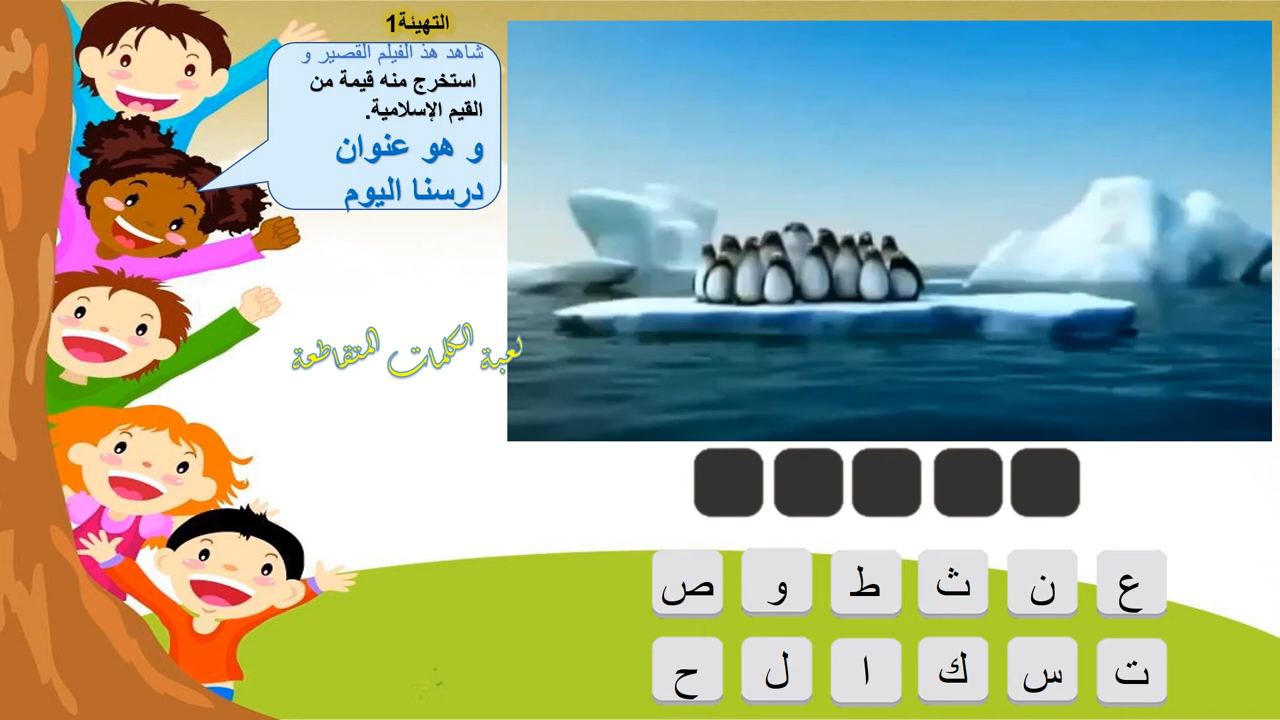 التهيئة1
شاهد هذ الفيلم القصير و
استخرج منه قيمة من
القيم الإسلامية.
و هو عنوان
درسنا اليوم
لعبة الكلمات المتقاطعة
ع ن ث ط و ص
ت س ك ا ل ح